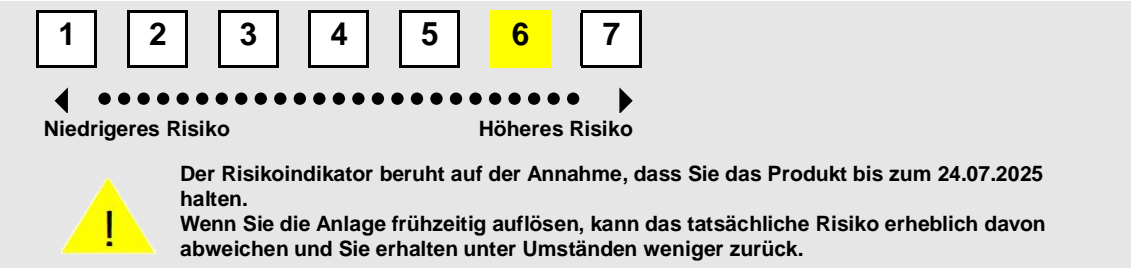 1 2 3 4 5 6 7
Niedrigeres Risiko Höheres Risiko
Der Risikoindikator beruht auf der Annahme, dass Sie das Produkt bis zum 24.07.2025
halten.
Wenn Sie die Anlage frühzeitig auflösen, kann das tatsächliche Risiko erheblich davon
abweichen und Sie erhalten unter Umständen weniger zurück.
!